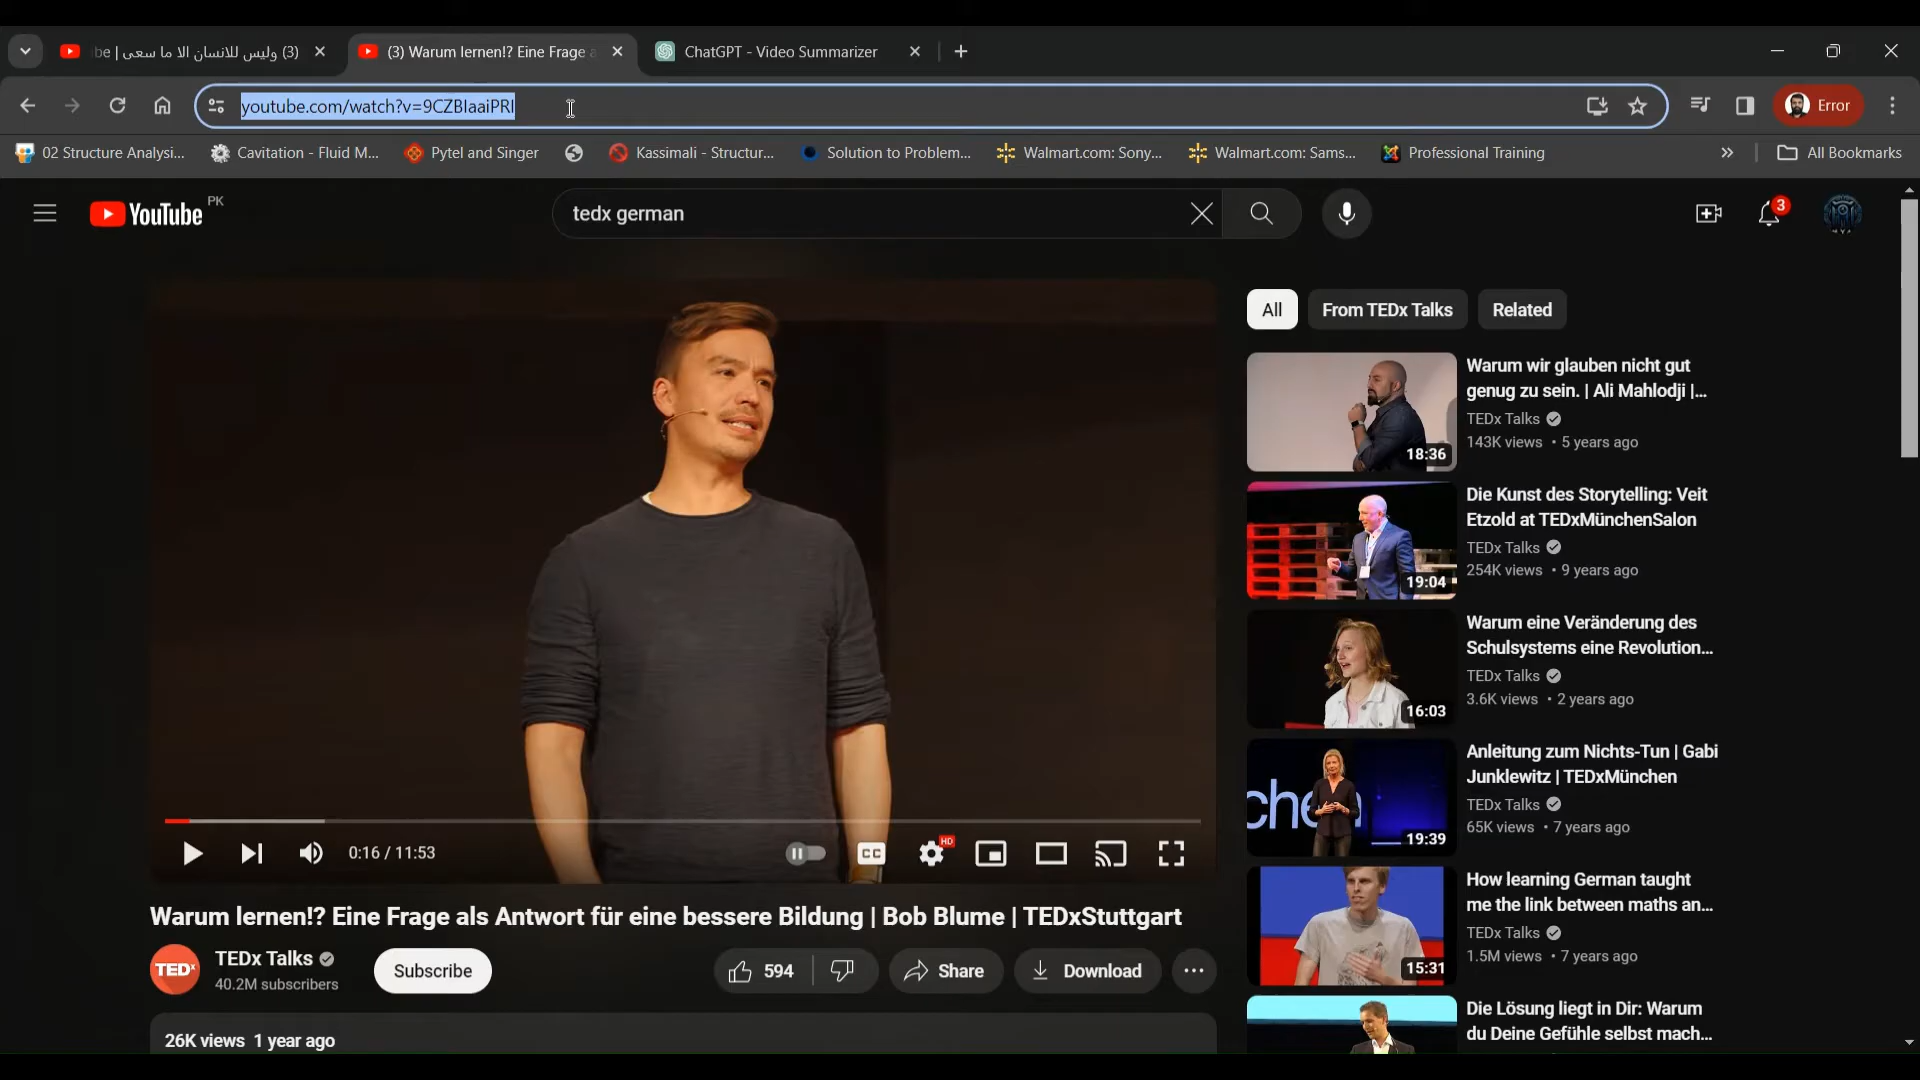 (3) وليس للانسان الا ما سعى | be
(3) Warum lernen!? Eine Frage a
ChatGPT - Video Summarizer
youtube.com/watch?v=9CZBIaaiPRI
Error
02 Structure Analysi...
Cavitation - Fluid M...
Pytel and Singer
Kassimali - Structur...
Solution to Problem...
Walmart.com: Sony,...
Walmart.com: Sams...
Professional Training
All Bookmarks
YouTube PK
tedx german
3
All
From TEDx Talks
Related
Warum wir glauben nicht gut
genug zu sein. | Ali Mahlodji |...
TEDx Talks
143K views • 5 years ago
18:36
Die Kunst des Storytelling: Veit
Etzold at TEDxMünchenSalon
TEDx Talks
254K views • 9 years ago
19:04
Warum eine Veränderung des
Schulsystems eine Revolution...
TEDx Talks
3.6K views • 2 years ago
16:03
Anleitung zum Nichts-Tun | Gabi
Junklewitz | TEDxMünchen
TEDx Talks
65K views • 7 years ago
chen
19:39
How learning German taught
me the link between maths an...
TEDx Talks
1.5M views • 7 years ago
15:31
Die Lösung liegt in Dir: Warum
du Deine Gefühle selbst mach...
0:16 / 11:53
CC
HD
Warum lernen!? Eine Frage als Antwort für eine bessere Bildung | Bob Blume | TEDxStuttgart
TEDx
TEDx Talks
40.2M subscribers
Subscribe
594
Share
Download
26K views 1 year ago